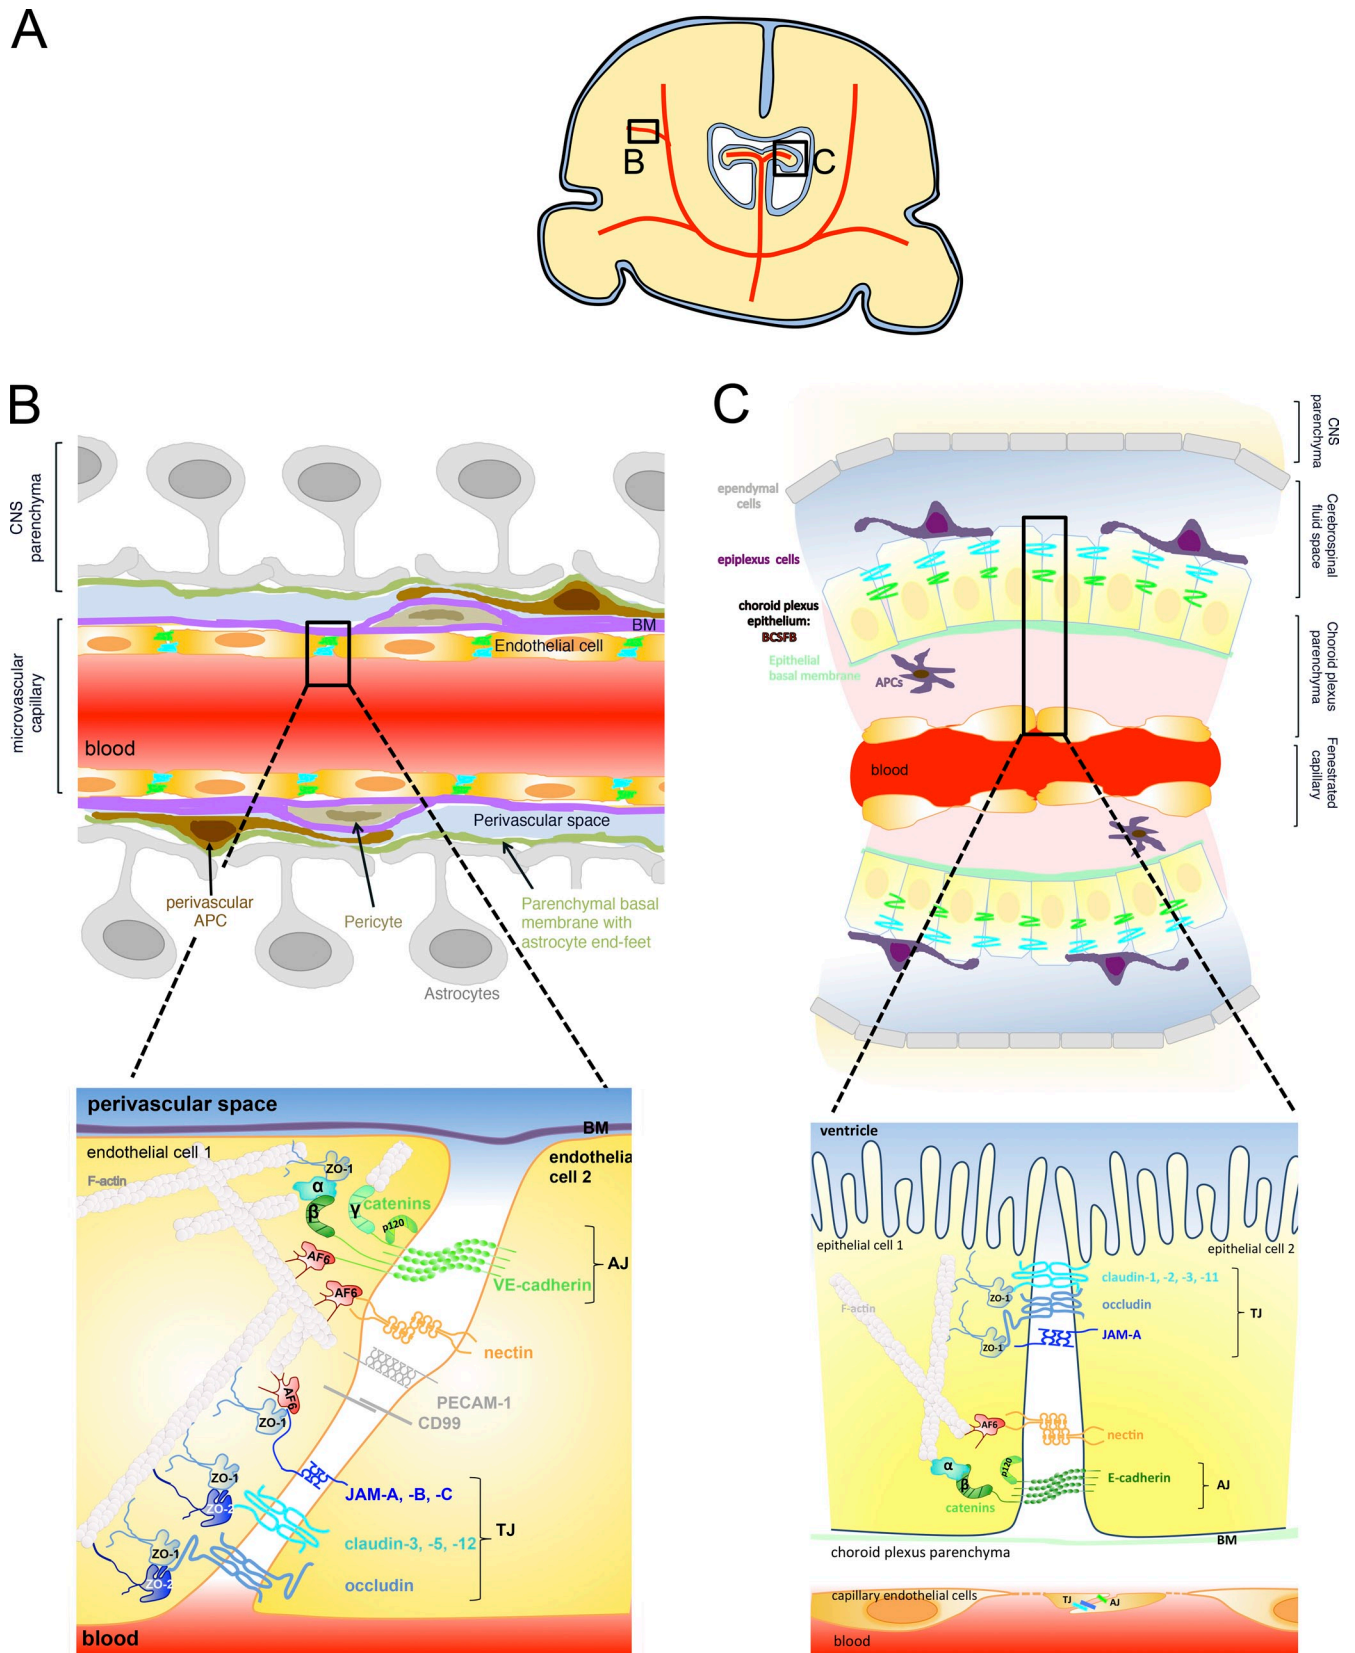 A
B
C
B
CNS
parenchyma
microvascular
capillary
BM
Endothelial cell
blood
Perivascular space
perivascular
APC
Pericyte
Parenchymal basal
membrane with
astrocyte end-feet
Astrocytes
perivascular space
BM
endothelial cell 1
endothelia
cell 2
F-actin
ZO-1
α
β
γ
catenins
p120
AF6
AJ
VE-cadherin
AF6
nectin
PECAM-1
CD99
AF6
ZO-1
JAM-A, -B, -C
ZO-1
ZO-2
TJ
claudin-3, -5, -12
ZO-1
ZO-2
occludin
blood
C
CNS
parenchyma
ependymal
cells
Cerebrospinal
fluid space
epiplexus cells
choroid plexus
epithelium:
BCSFB
Epithelial
basal membrane
APCs
Choroid plexus
parenchyma
blood
Fenestrated
capillary
ventricle
epithelial cell 1
epithelial cell 2
claudin-1, -2, -3, -11
ZO-1
occludin
TJ
F-actin
JAM-A
ZO-1
AF6
nectin
α
p120
β
E-cadherin
AJ
catenins
BM
choroid plexus parenchyma
capillary endothelial cells
TJ
AJ
blood